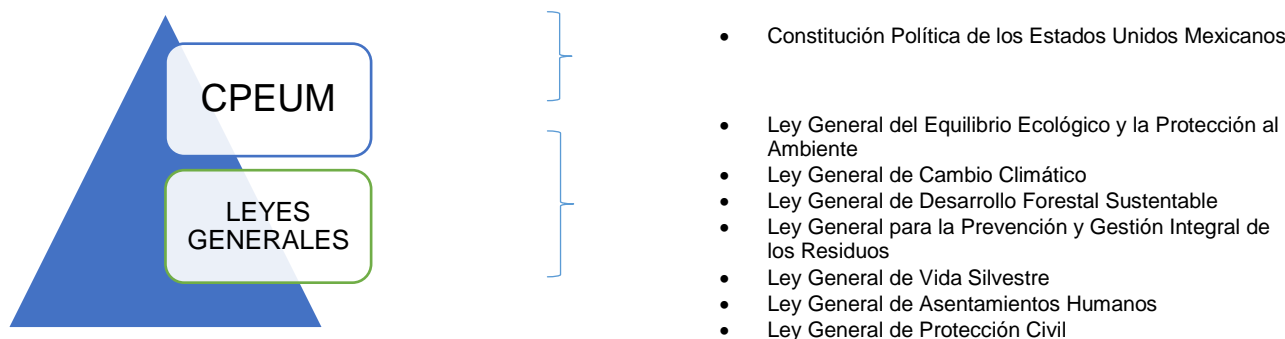 CPEUM
LEYES
GENERALES
• Constitución Política de los Estados Unidos Mexicanos
• Ley General del Equilibrio Ecológico y la Protección al
Ambiente
• Ley General de Cambio Climático
• Ley General de Desarrollo Forestal Sustentable
• Ley General para la Prevención y Gestión Integral de
los Residuos
• Ley General de Vida Silvestre
• Ley General de Asentamientos Humanos
• Ley General de Protección Civil